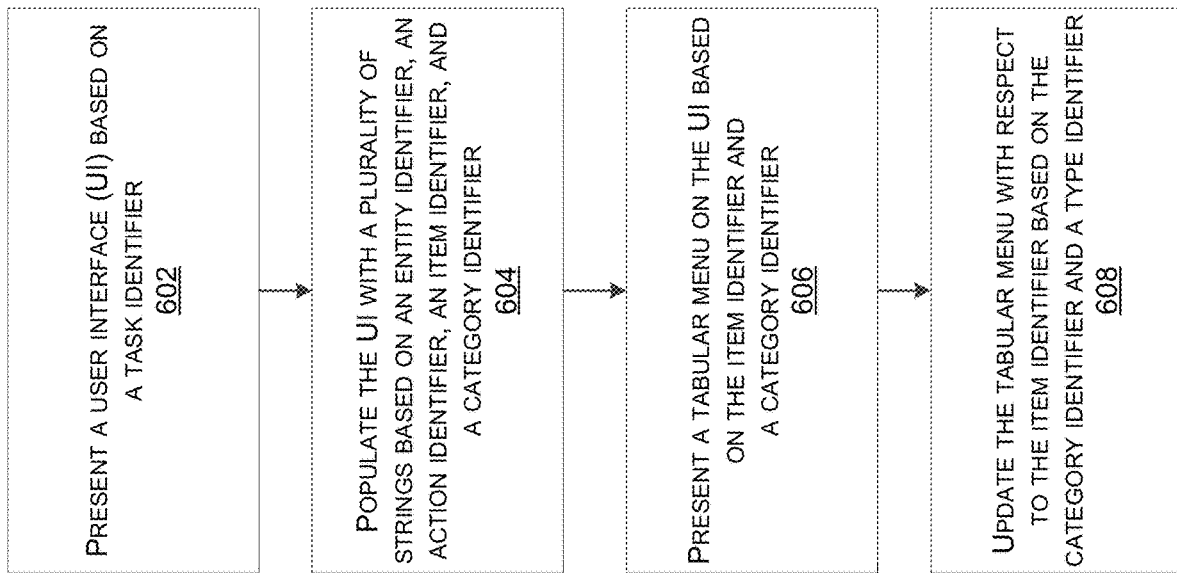 PRESENT A USER INTERFACE (UI) BASED ON
A TASK IDENTIFIER
602
POPULATE THE UI WITH A PLURALITY OF
STRINGS BASED ON AN ENTITY IDENTIFIER, AN
ACTION IDENTIFIER, AN ITEM IDENTIFIER, AND
A CATEGORY IDENTIFIER
604
PRESENT A TABULAR MENU ON THE UI BASED
ON THE ITEM IDENTIFIER AND
A CATEGORY IDENTIFIER
606
UPDATE THE TABULAR MENU WITH RESPECT
TO THE ITEM IDENTIFIER BASED ON THE
CATEGORY IDENTIFIER AND A TYPE IDENTIFIER
608